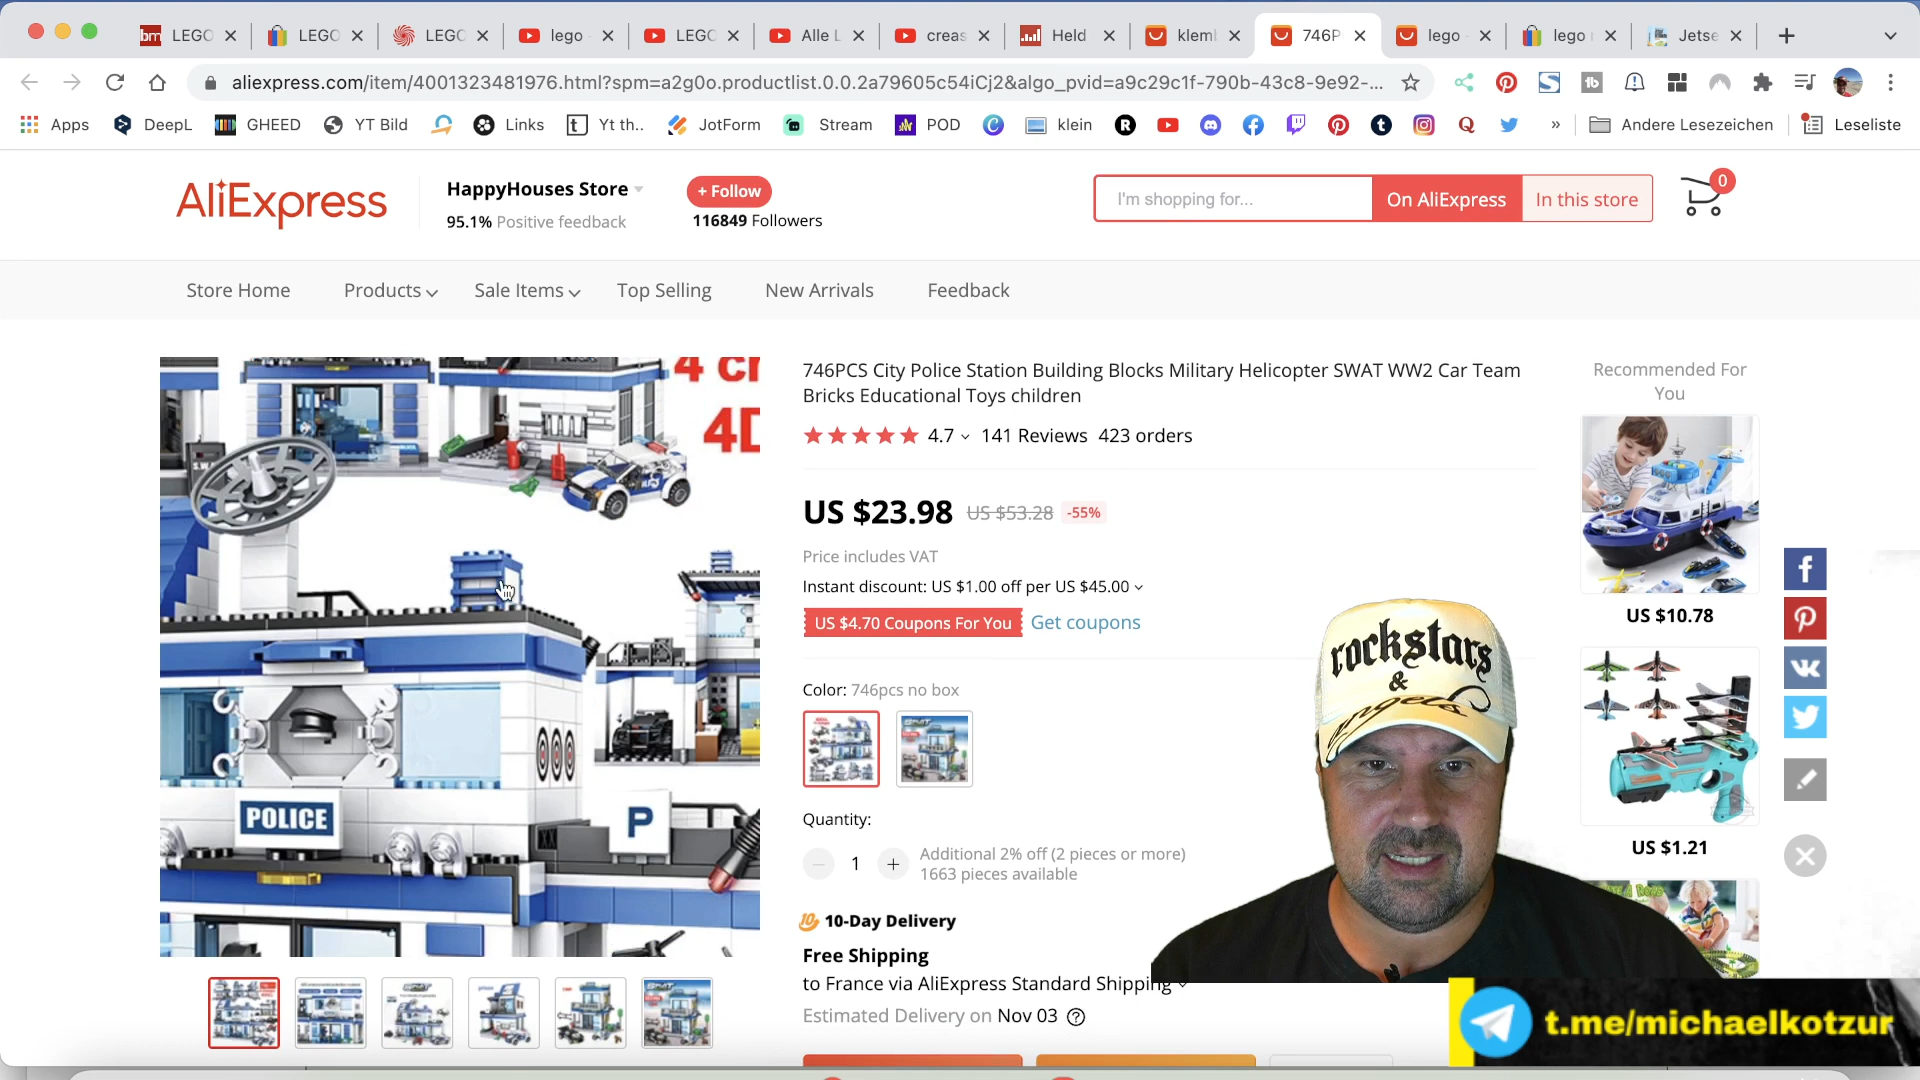 LEGO
LEGO
LEGO
lego
LEGO
Alle L
creas
Held
kleml
746P
lego
lego
Jetse
aliexpress.com/item/4001323481976.html?spm=a2g0o.productlist.0.0.2a79605c54iCj2&algo_pvid=a9c29c1f-790b-43c8-9e92-...
Apps
DeepL
GHEED
YT Bild
Links
Yt th..
JotForm
Stream
POD
klein
»
Andere Lesezeichen
Leseliste
AliExpress
HappyHouses Store
95.1% Positive feedback
+ Follow
116849 Followers
I'm shopping for...
On AliExpress
In this store
0
Store Home
Products
Sale Items
Top Selling
New Arrivals
Feedback
POLICE
P
746PCS City Police Station Building Blocks Military Helicopter SWAT WW2 Car Team
Bricks Educational Toys children
4.7
141 Reviews
423 orders
US $23.98 US $53.28 -55%
Price includes VAT
Instant discount: US $1.00 off per US $45.00
US $4.70 Coupons For You
Get coupons
Color: 746pcs no box
Quantity:
1
Additional 2% off (2 pieces or more)
1663 pieces available
10-Day Delivery
Free Shipping
to France via AliExpress Standard Shipping
Estimated Delivery on Nov 03
Recommended For
You
US $10.78
US $1.21
rockstars
&
angels
t.me/michaelkotzur